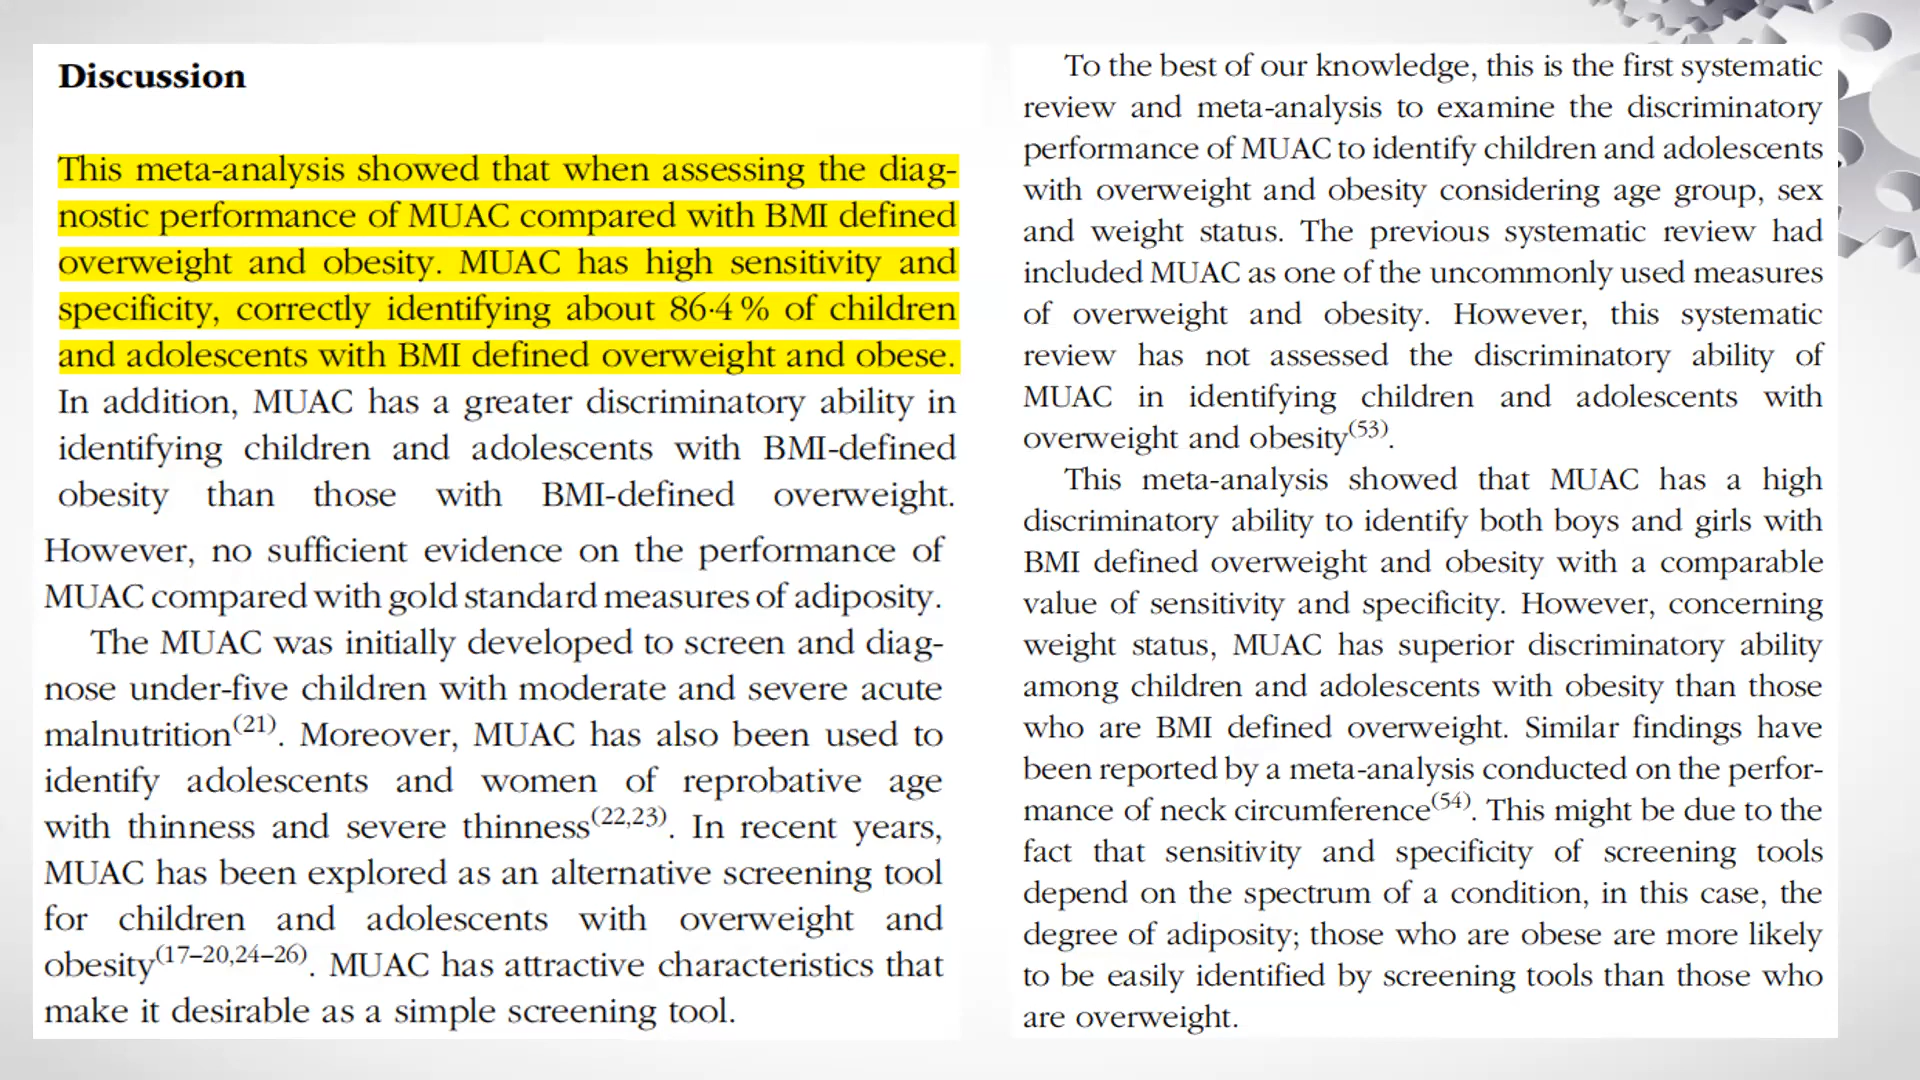 Discussion
This meta-analysis showed that when assessing the diag-
nostic performance of MUAC compared with BMI defined
overweight and obesity. MUAC has high sensitivity and
specificity, correctly identifying about 86·4 % of children
and adolescents with BMI defined overweight and obese.
In addition, MUAC has a greater discriminatory ability in
identifying children and adolescents with BMI-defined
obesity than those with BMI-defined overweight.
However, no sufficient evidence on the performance of
MUAC compared with gold standard measures of adiposity.
The MUAC was initially developed to screen and diag-
nose under-five children with moderate and severe acute
malnutrition(21). Moreover, MUAC has also been used to
identify adolescents and women of reprobative age
with thinness and severe thinness(22,23). In recent years,
MUAC has been explored as an alternative screening tool
for children and adolescents with overweight and
obesity(17–20,24–26). MUAC has attractive characteristics that
make it desirable as a simple screening tool.
To the best of our knowledge, this is the first systematic
review and meta-analysis to examine the discriminatory
performance of MUAC to identify children and adolescents
with overweight and obesity considering age group, sex
and weight status. The previous systematic review had
included MUAC as one of the uncommonly used measures
of overweight and obesity. However, this systematic
review has not assessed the discriminatory ability of
MUAC in identifying children and adolescents with
overweight and obesity(53).
This meta-analysis showed that MUAC has a high
discriminatory ability to identify both boys and girls with
BMI defined overweight and obesity with a comparable
value of sensitivity and specificity. However, concerning
weight status, MUAC has superior discriminatory ability
among children and adolescents with obesity than those
who are BMI defined overweight. Similar findings have
been reported by a meta-analysis conducted on the perfor-
mance of neck circumference(54). This might be due to the
fact that sensitivity and specificity of screening tools
depend on the spectrum of a condition, in this case, the
degree of adiposity; those who are obese are more likely
to be easily identified by screening tools than those who
are overweight.